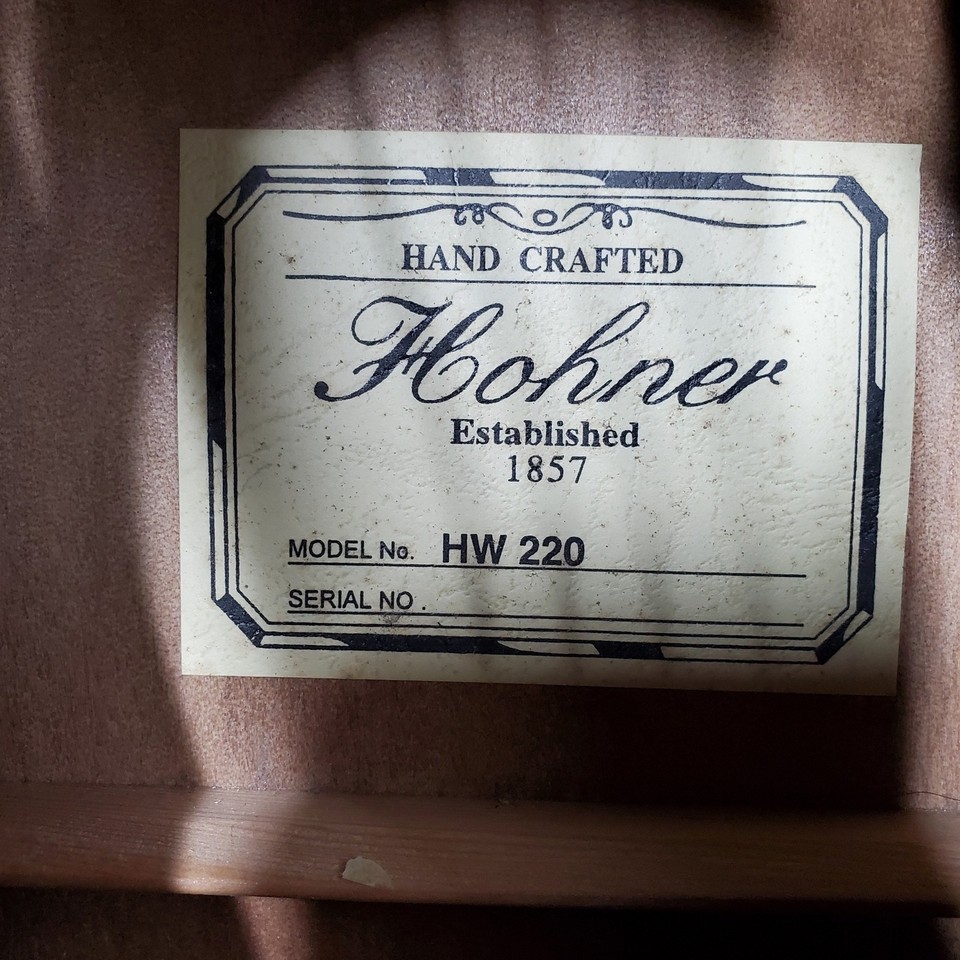 HAND CRAFTED
Hohner
Established
1857
MODEL No. HW 220
SERIAL NO .